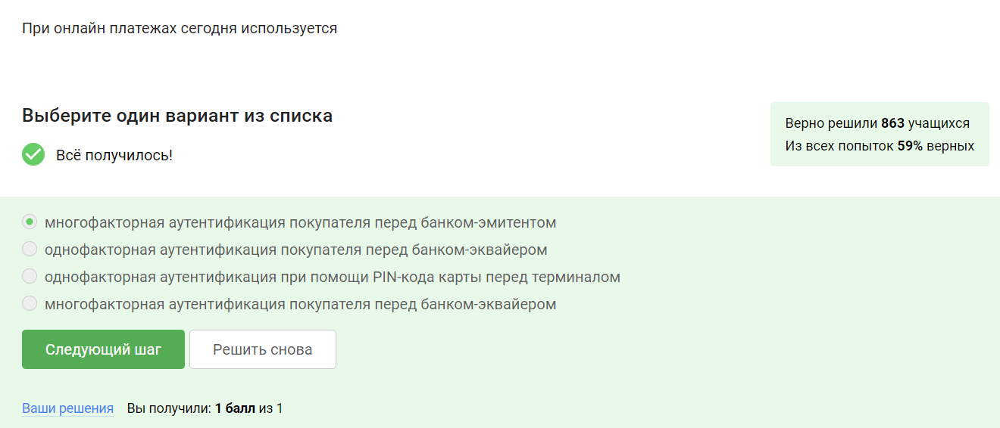 При онлайн платежах сегодня используется
Выберите один вариант из списка
Верно решили 863 учащихся
Из всех попыток 59% верных
Всё получилось!
многофакторная аутентификация покупателя перед банком-эмитентом
однофакторная аутентификация покупателя перед банком-эквайером
однофакторная аутентификация при помощи PIN-кода карты перед терминалом
многофакторная аутентификация покупателя перед банком-эквайером
Следующий шаг
Решить снова
Ваши решения Вы получили: 1 балл из 1